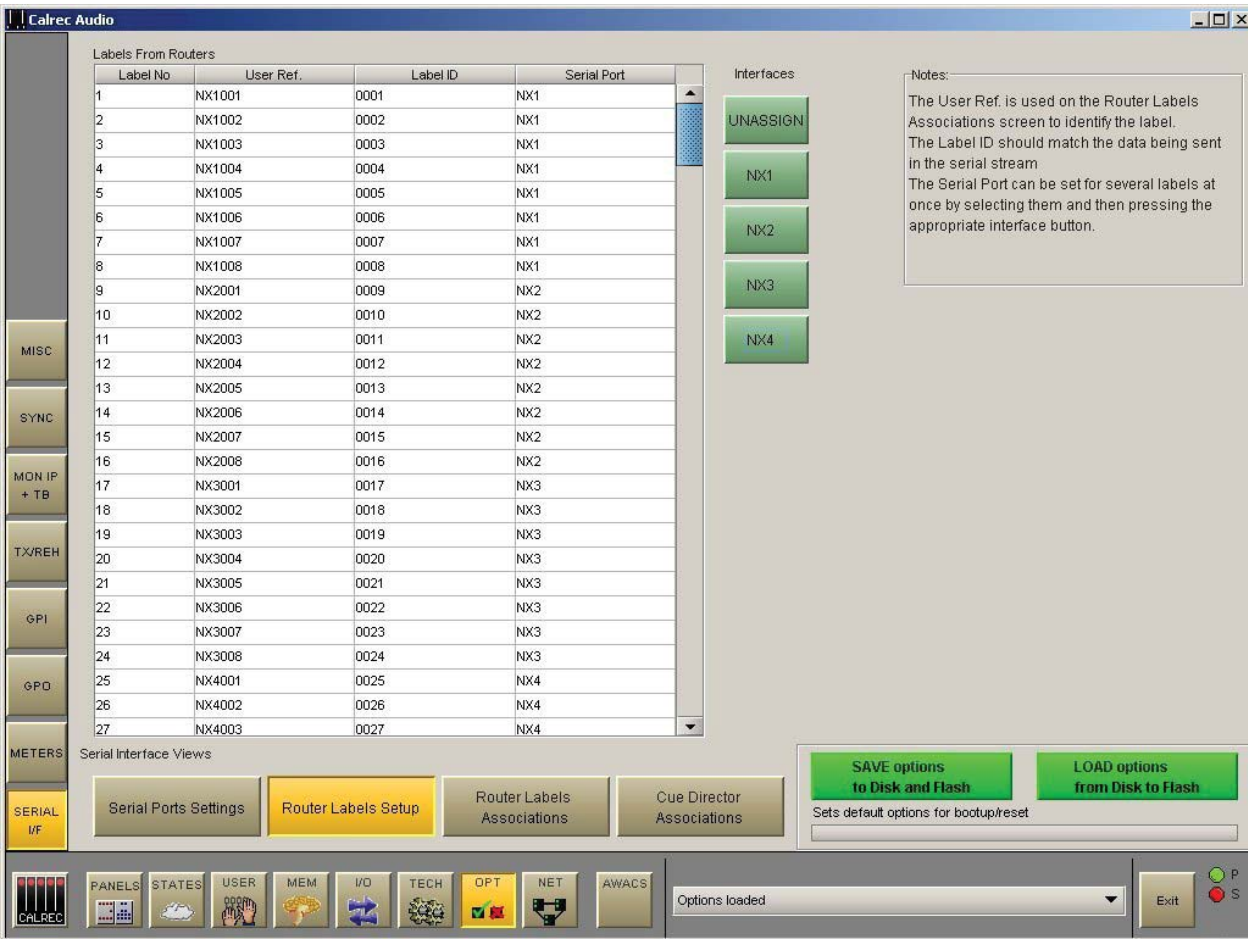 Calrec Audio
Labels From Routers
Label No User Ref. Label ID Serial Port
1 NX1001 0001 NX1
2 NX1002 0002 NX1
3 NX1003 0003 NX1
4 NX1004 0004 NX1
5 NX1005 0005 NX1
6 NX1006 0006 NX1
7 NX1007 0007 NX1
8 NX1008 0008 NX1
9 NX2001 0009 NX2
10 NX2002 0010 NX2
11 NX2003 0011 NX2
12 NX2004 0012 NX2
13 NX2005 0013 NX2
14 NX2006 0014 NX2
15 NX2007 0015 NX2
16 NX2008 0016 NX2
17 NX3001 0017 NX3
18 NX3002 0018 NX3
19 NX3003 0019 NX3
20 NX3004 0020 NX3
21 NX3005 0021 NX3
22 NX3006 0022 NX3
23 NX3007 0023 NX3
24 NX3008 0024 NX3
25 NX4001 0025 NX4
26 NX4002 0026 NX4
27 NX4003 0027 NX4
Interfaces
UNASSIGN
NX1
NX2
NX3
NX4
Notes:
The User Ref. is used on the Router Labels
Associations screen to identify the label.
The Label ID should match the data being sent
in the serial stream
The Serial Port can be set for several labels at
once by selecting them and then pressing the
appropriate interface button.
MISC
SYNC
MON IP
+ TB
TX/REH
GPI
GPO
METERS
SERIAL
I/F
Serial Interface Views
Serial Ports Settings
Router Labels Setup
Router Labels
Associations
Cue Director
Associations
SAVE options
to Disk and Flash
LOAD options
from Disk to Flash
Sets default options for bootup/reset
CALREC
PANELS
STATES
USER
MEM
I/O
TECH
OPT
NET
AWACS
Options loaded
Exit
P
S